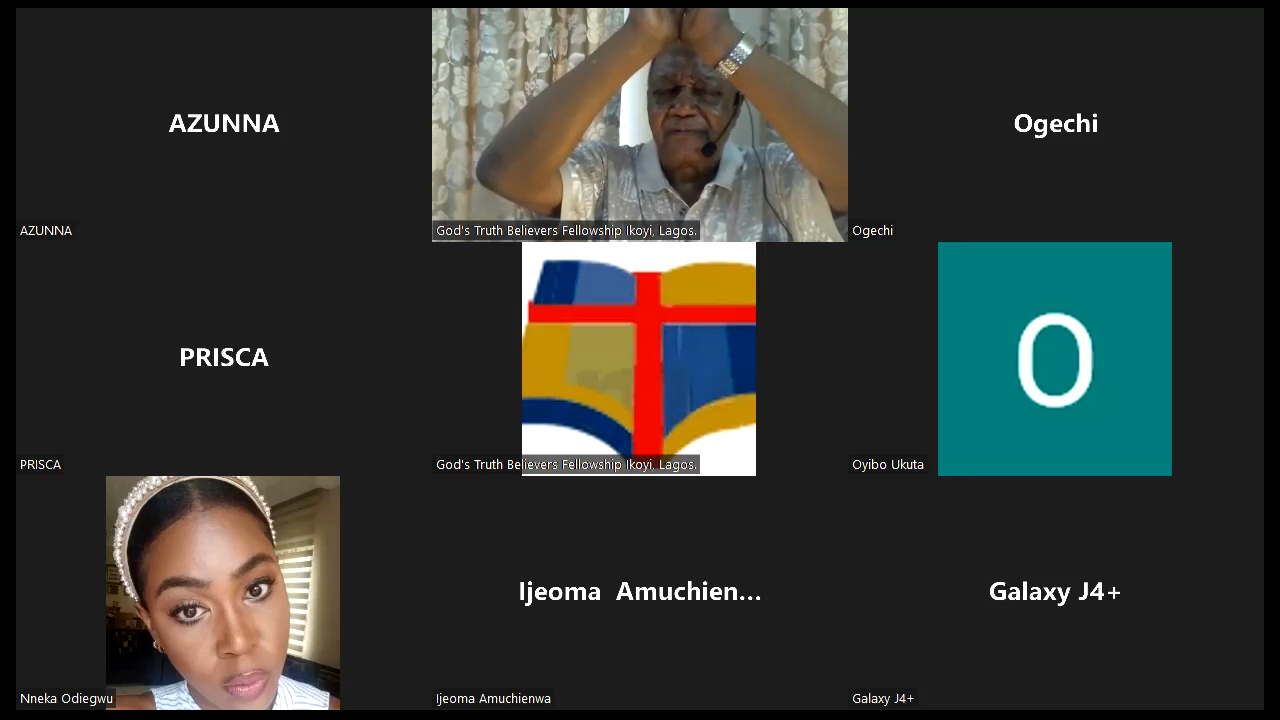 AZUNNA
AZUNNA
God's Truth Believers Fellowship Ikoyi, Lagos.
Ogechi
Ogechi
PRISCA
PRISCA
God's Truth Believers Fellowship Ikoyi, Lagos.
O
Oyibo Ukuta
Nneka Odiegwu
Ijeoma Amuchien...
Ijeoma Amuchienwa
Galaxy J4+
Galaxy J4+